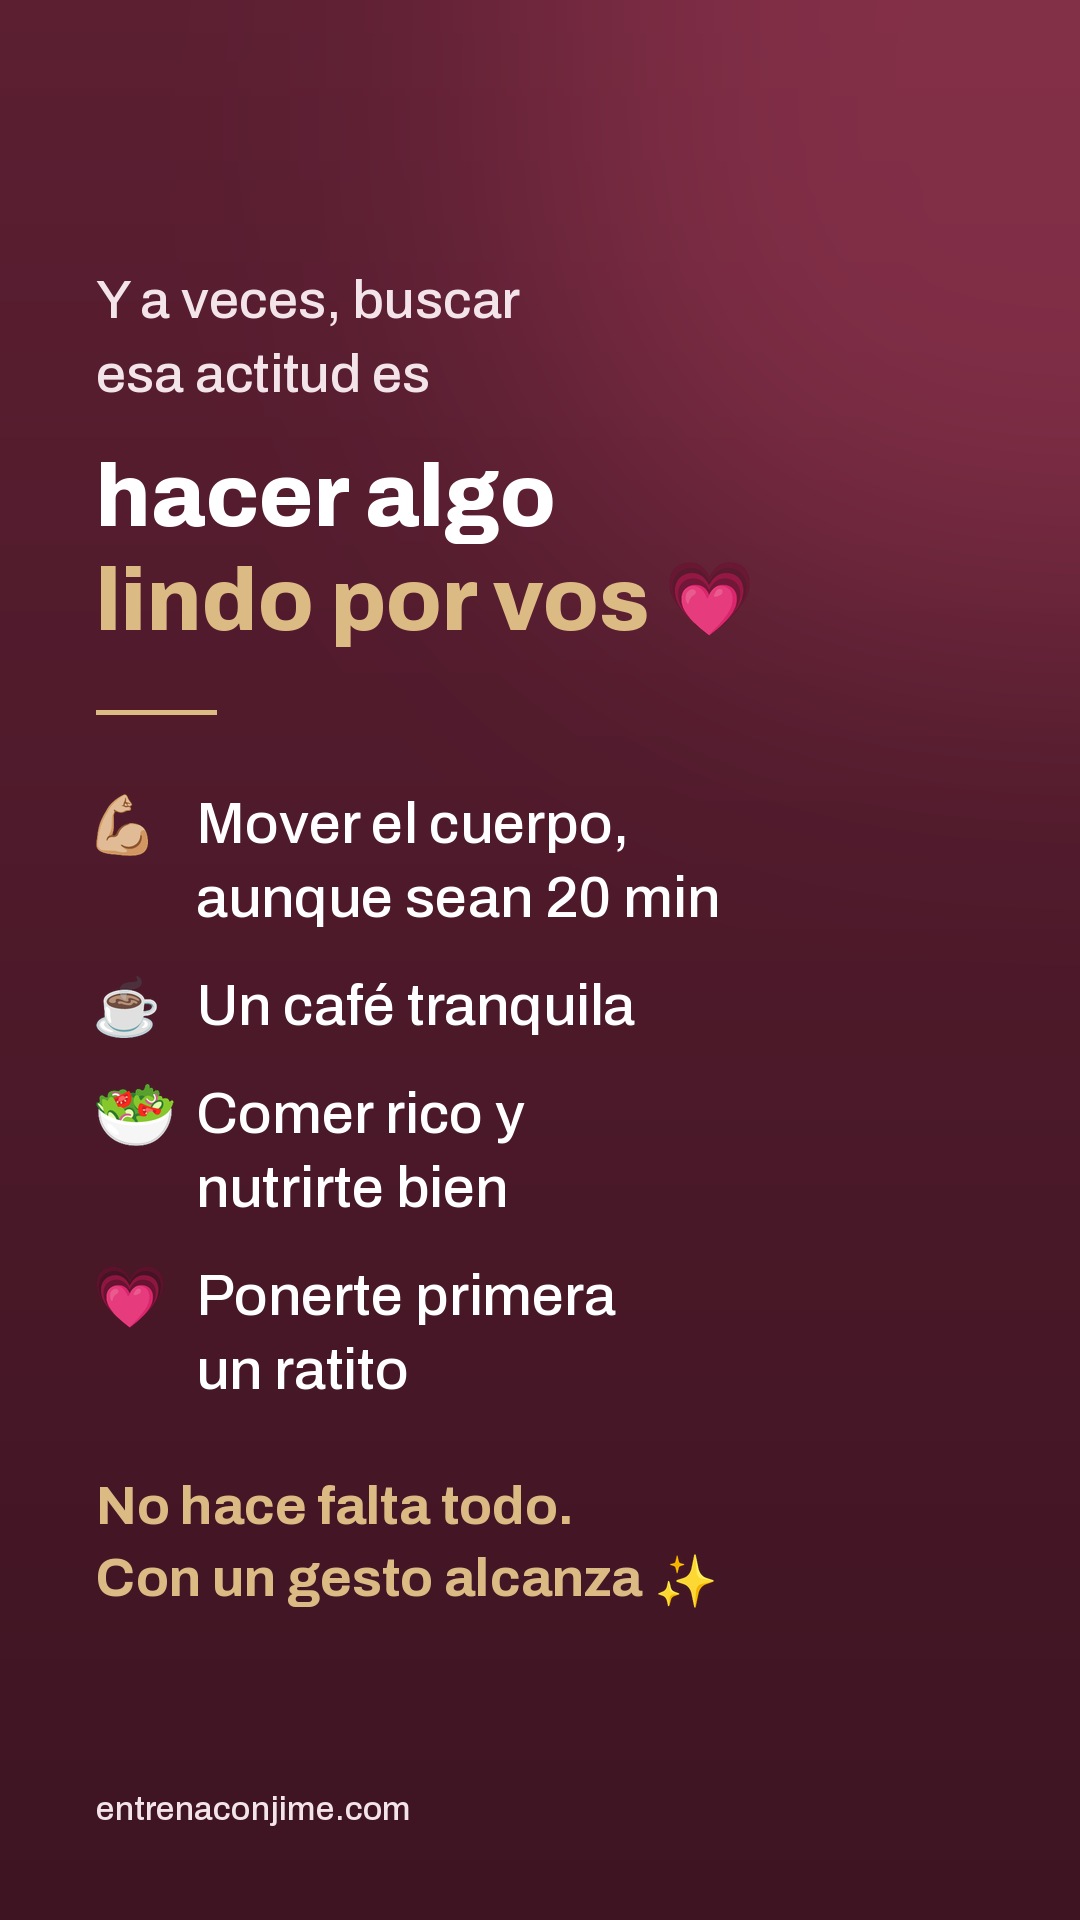 Y a veces, buscar
esa actitud es
hacer algo
lindo por vos 💗
💪🏼 Mover el cuerpo,
aunque sean 20 min
☕ Un café tranquila
🥗 Comer rico y
nutrirte bien
💗 Ponerte primera
un ratito
No hace falta todo.
Con un gesto alcanza ✨
entrenaconjime.com